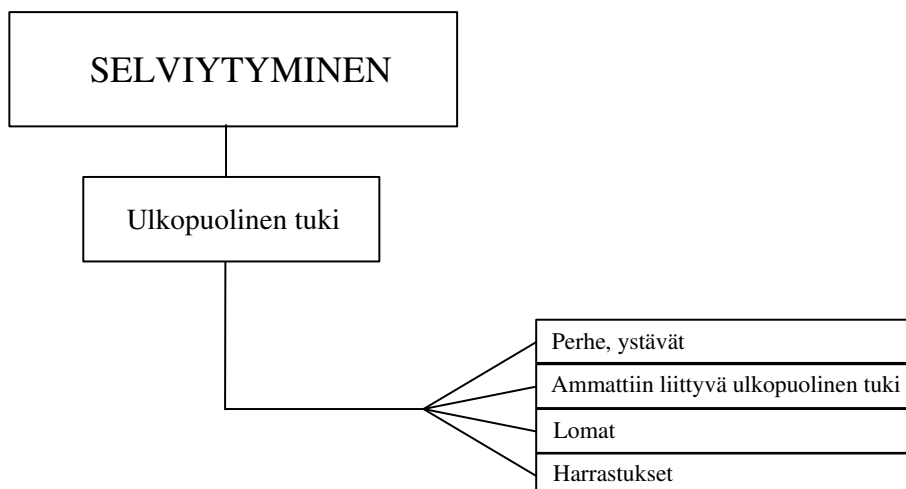 SELVIYTYMINEN
Ulkopuolinen tuki
Perhe, ystävät
Ammattiin liittyvä ulkopuolinen tuki
Lomat
Harrastukset